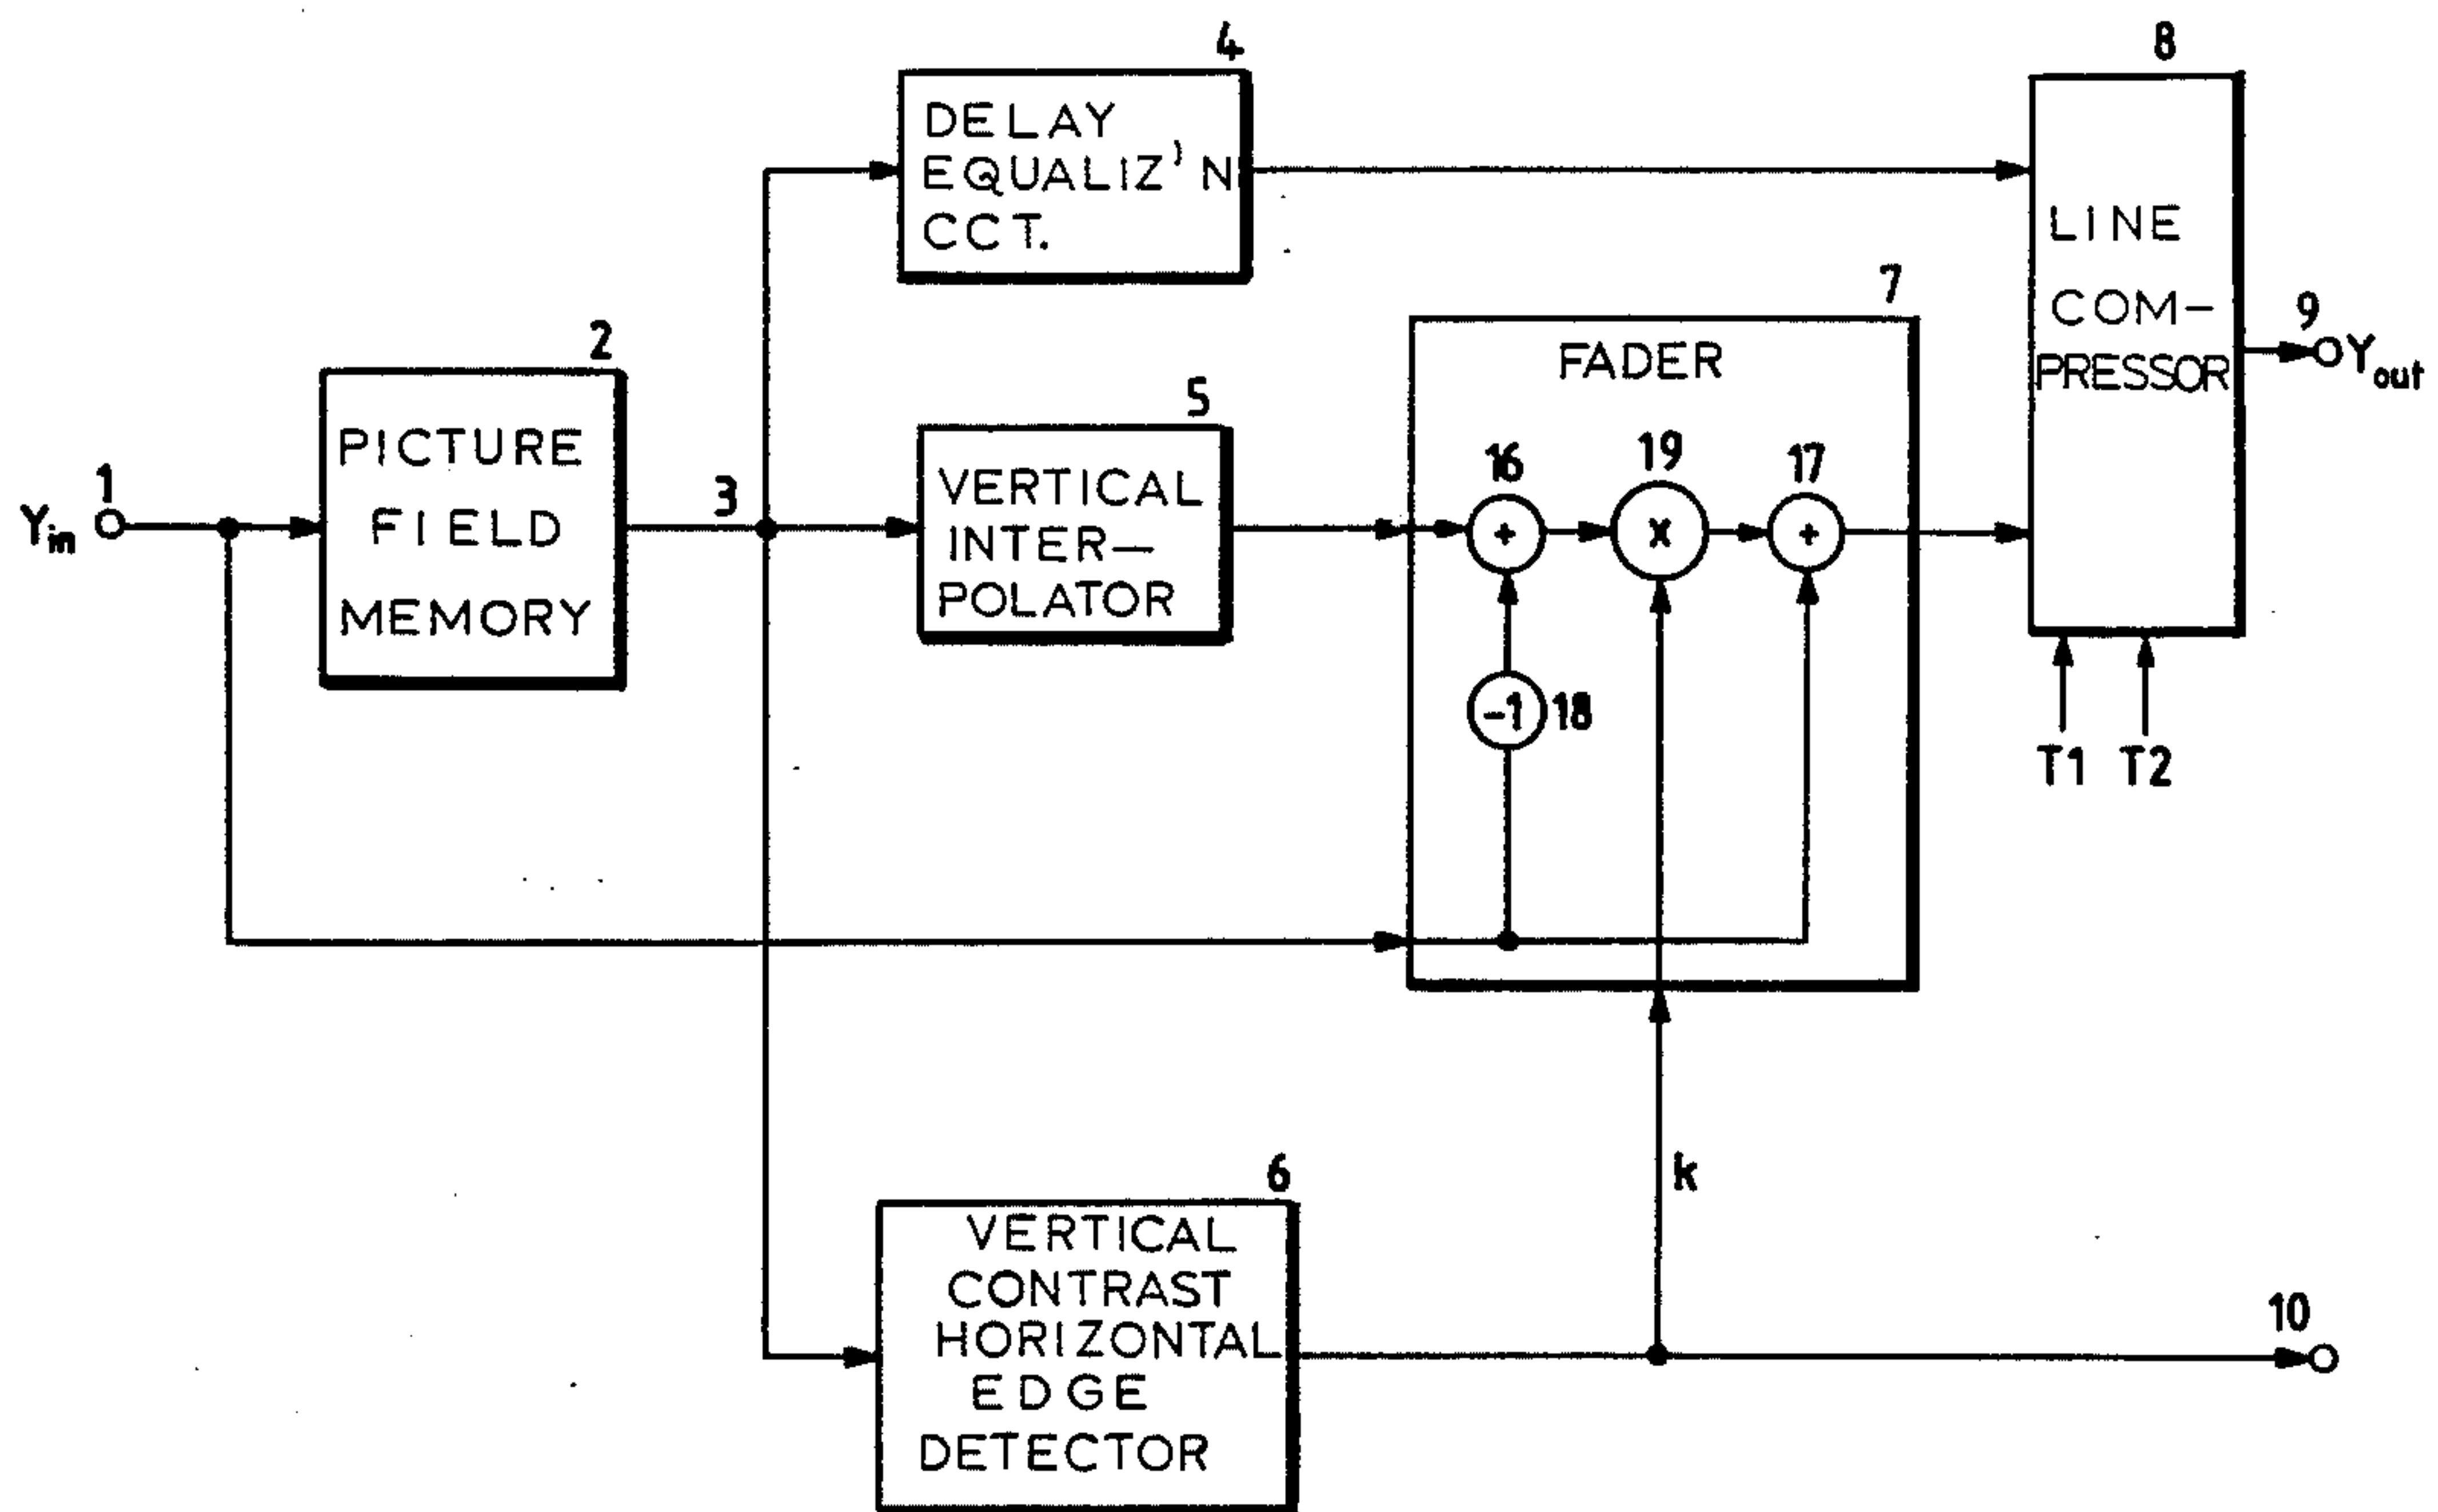 4
DELAY
EQUALIZ'N
CCT.
8
LINE
COM-
PRESSOR
9
Yout
7
FADER
16
19
17
+
x
+
-1
18
T1
T2
2
PICTURE
FIELD
MEMORY
1
Yin
3
5
VERTICAL
INTER-
POLATOR
k
6
VERTICAL
CONTRAST
HORIZONTAL
EDGE
DETECTOR
10